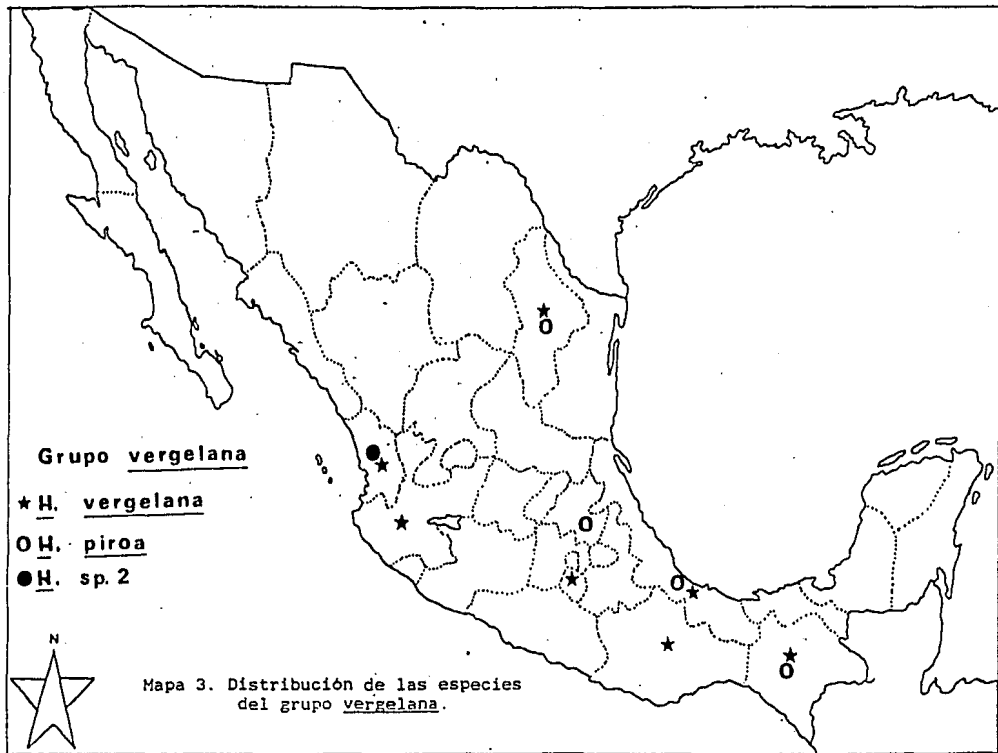 Grupo vergelana
★ H. vergelana
O H. piroa
● H. sp. 2
N
Mapa 3. Distribución de las especies
del grupo vergelana.